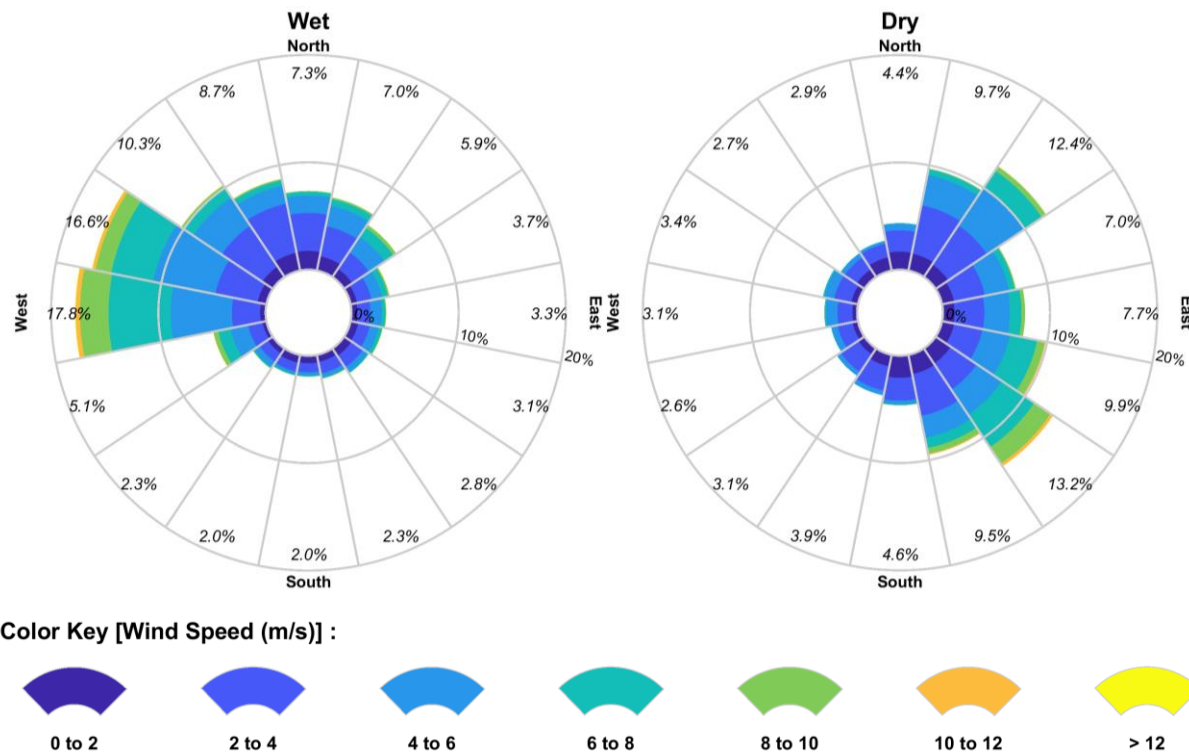 Wet
North
7.3%
8.7%
7.0%
10.3%
5.9%
16.6%
3.7%
West
17.8%
0%
3.3%
East
10%
20%
5.1%
3.1%
2.3%
2.8%
2.0%
2.3%
2.0%
South
Dry
North
4.4%
2.9%
9.7%
2.7%
12.4%
3.4%
7.0%
West
3.1%
0%
7.7%
East
10%
20%
2.6%
9.9%
3.1%
13.2%
3.9%
9.5%
4.6%
South
Color Key [Wind Speed (m/s)] :
0 to 2
2 to 4
4 to 6
6 to 8
8 to 10
10 to 12
> 12